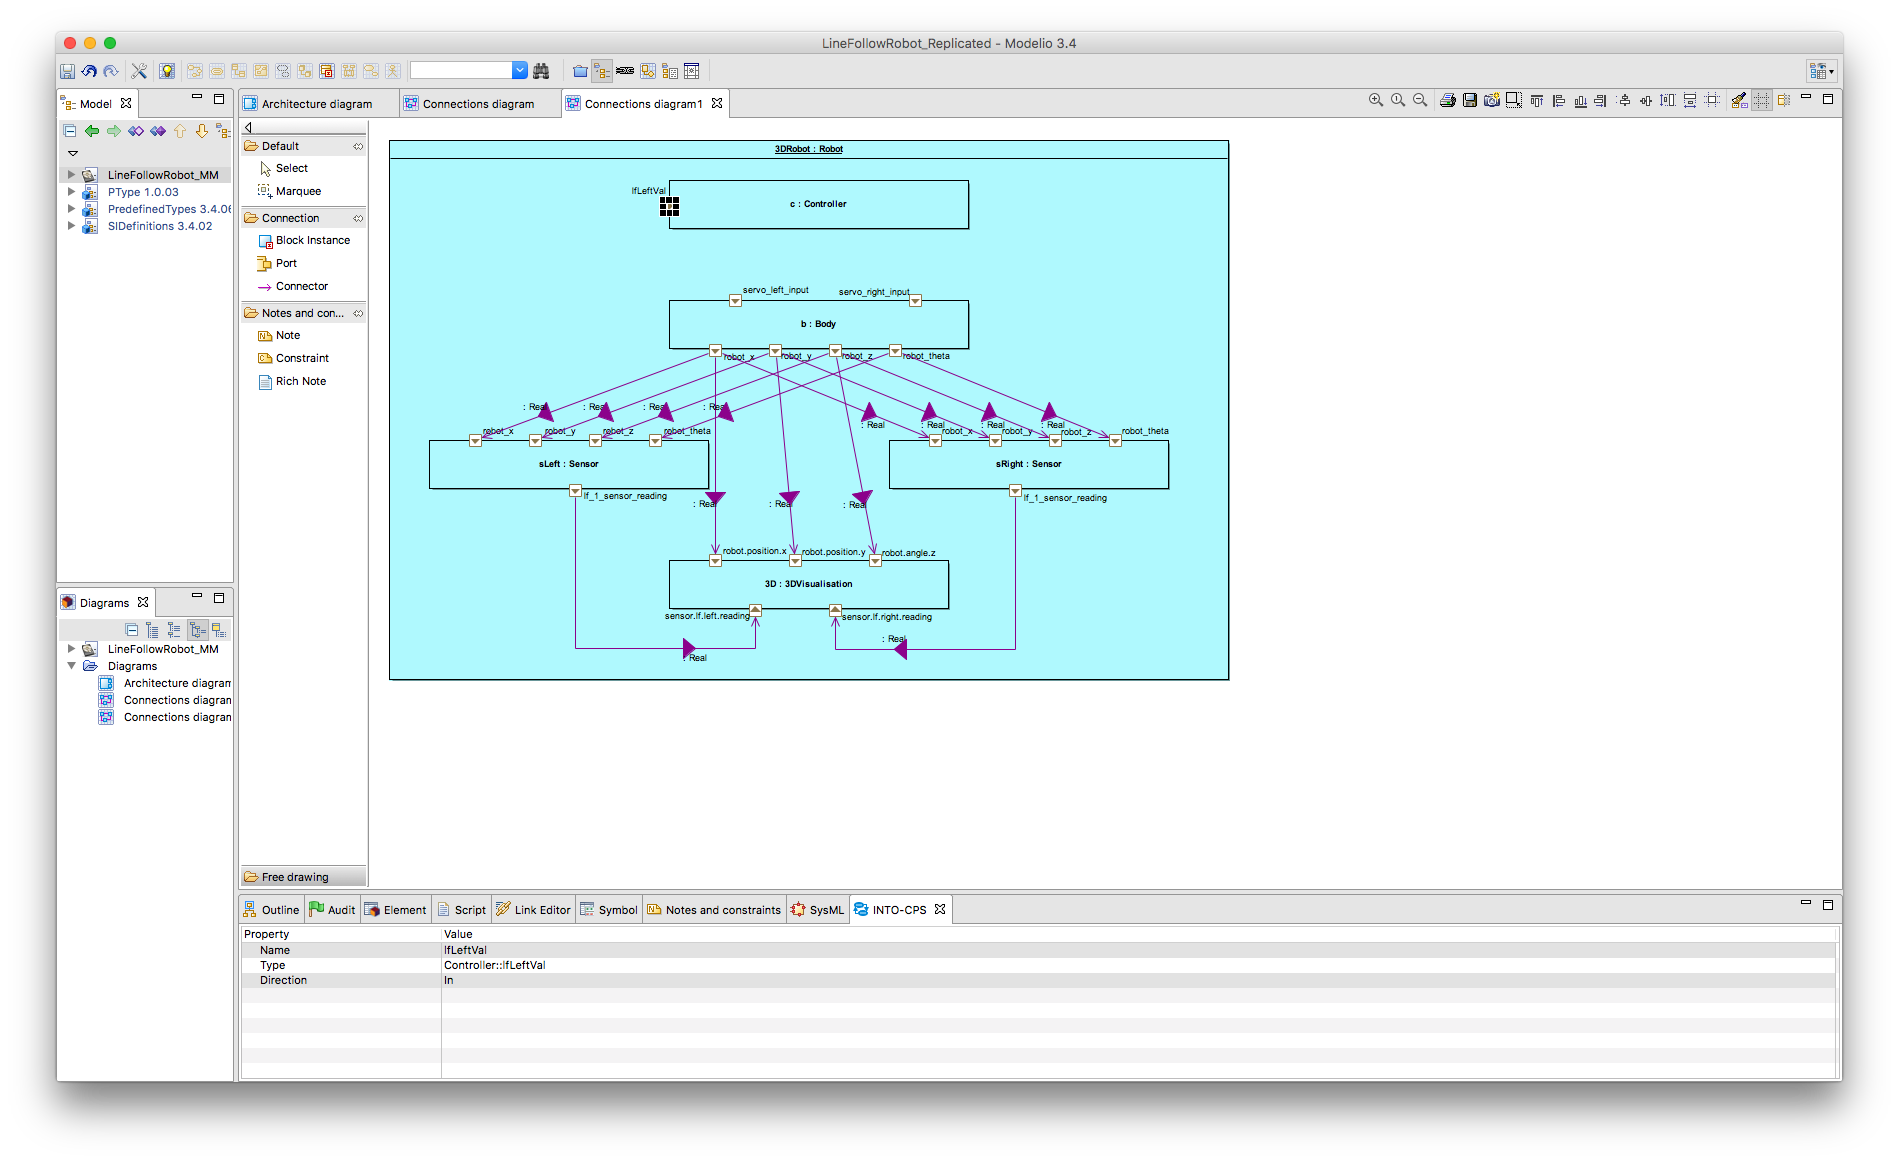 LineFollowRobot_Replicated - Modelio 3.4
Model
Architecture diagram
Connections diagram
Connections diagram1
LineFollowRobot_MM
PType 1.0.03
PredefinedTypes 3.4.06
SIDefinitions 3.4.02
Default
Select
Marquee
Connection
Block Instance
Port
Connector
Notes and con...
Note
Constraint
Rich Note
Free drawing
3DRobot : Robot
lfLeftVal
c : Controller
servo_left_input
servo_right_input
b : Body
robot_x
robot_y
robot_z
robot_theta
: Real
: Real
: Real
: Real
: Real
: Real
: Real
: Real
robot_x
robot_y
robot_z
robot_theta
robot_x
robot_y
robot_z
robot_theta
sLeft : Sensor
sRight : Sensor
lf_1_sensor_reading
lf_1_sensor_reading
: Real
: Real
: Real
robot.position.x
robot.position.y
robot.angle.z
3D : 3DVisualisation
sensor.lf.left.reading
sensor.lf.right.reading
: Real
: Real
Diagrams
LineFollowRobot_MM
Diagrams
Architecture diagram
Connections diagram
Connections diagram
Outline
Audit
Element
Script
Link Editor
Symbol
Notes and constraints
SysML
INTO-CPS
Property Value
Name lfLeftVal
Type Controller::lfLeftVal
Direction In